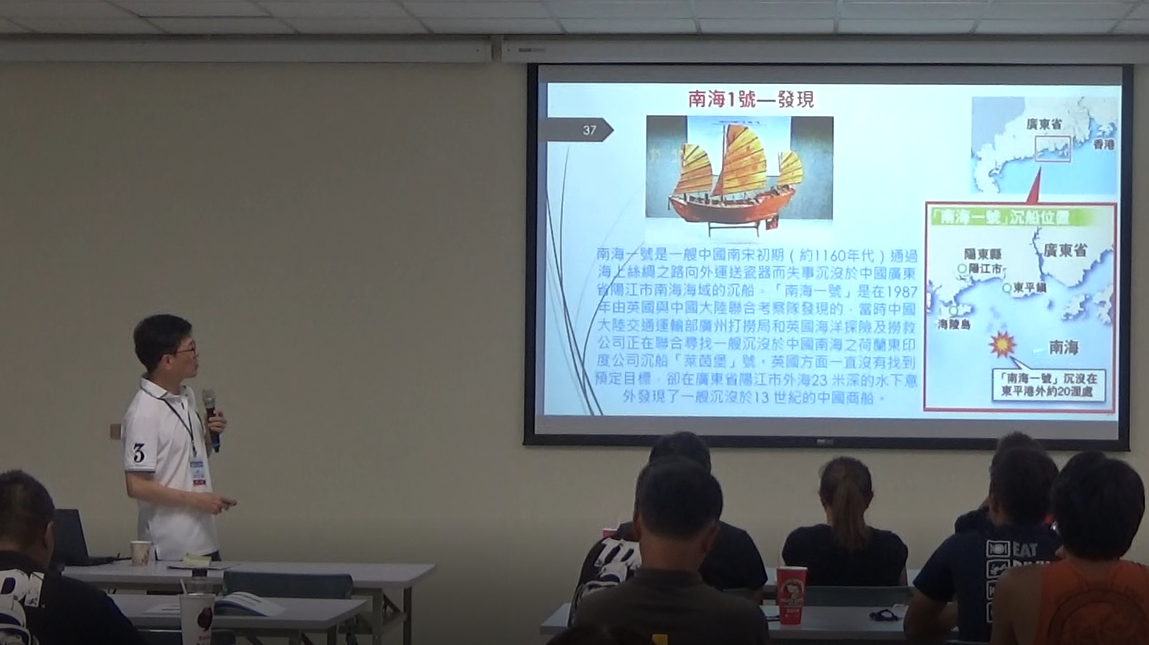 南海1號—發現
37
廣東省
香港
「南海一號」沉船位置
陽東縣
廣東省
陽江市
東平鎮
海陵島
南海
「南海一號」沉沒在
東平港外約20浬處
南海一號是一艘中國南宋初期（約1160年代）通過
海上絲綢之路向外運送瓷器而失事沉沒於中國廣東
省陽江市南海海域的沉船．「南海一號」是在1987
年由英國與中國大陸聯合考察隊發現的，當時中國
大陸交通運輸部廣州打撈局和英國海洋探險及撈救
公司正在聯合尋找一艘沉沒於中國南海之荷蘭東印
度公司沉船「萊茵堡」號，英國方面一直沒有找到
預定目標，卻在廣東省陽江市外海23 米深的水下意
外發現了一艘沉沒於13 世紀的中國商船。
3
EAT